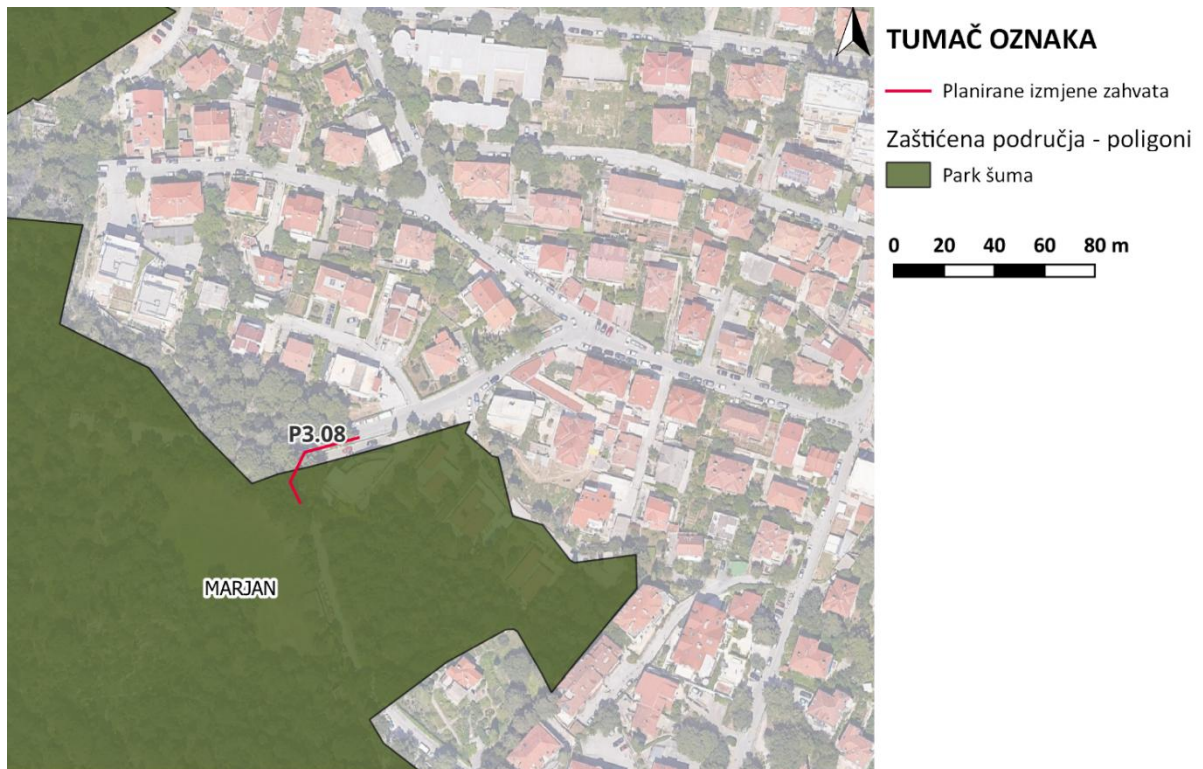 TUMAČ OZNAKA
Planirane izmjene zahvata
Zaštićena područja - poligoni
Park šuma
0 20 40 60 80 m
P3.08
MARJAN